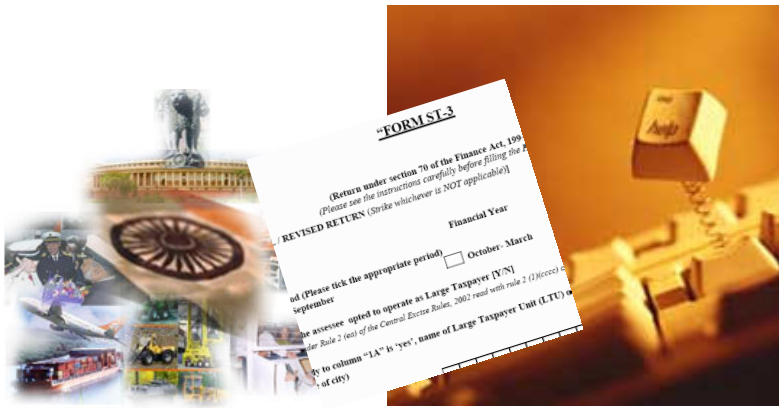 “FORM ST-3
(Return under section 70 of the Finance Act, 199
(Please see the instructions carefully before filling the
/ REVISED RETURN (Strike whichever is NOT applicable)]
Financial Year
od (Please tick the appropriate period)
October- March
September
he assessee opted to operate as Large Taxpayer [Y/N]
der Rule 2 (ea) of the Central Excise Rules, 2002 read with rule 2 (1)(cccc)
ly to column “1A” is ‘yes’, name of Large Taxpayer Unit (LTU)
of city)
help